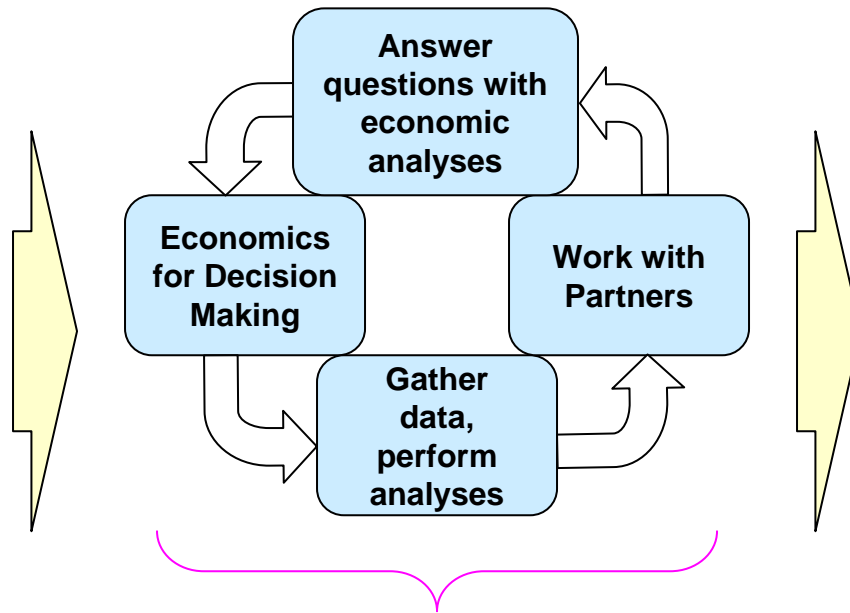 Answer
questions with
economic
analyses
Economics
for Decision
Making
Work with
Partners
Gather
data,
perform
analyses